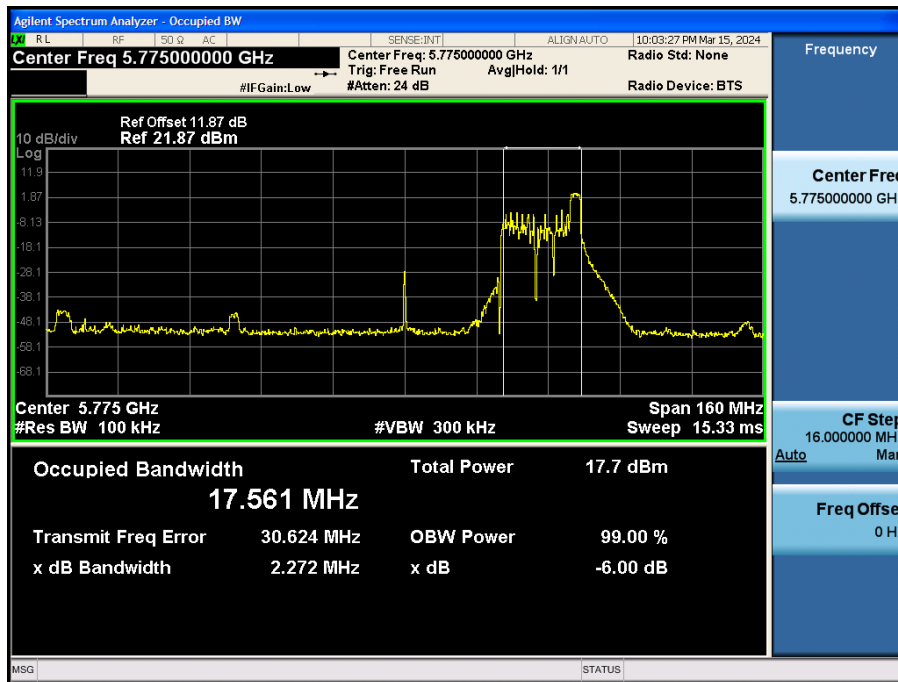 Agilent Spectrum Analyzer - Occupied BW
LXI RL RF 50 Ω AC SENSE:INT ALIGN AUTO 10:03:27 PM Mar 15, 2024
Center Freq 5.775000000 GHz
Center Freq: 5.775000000 GHz Radio Std: None
Trig: Free Run Avg|Hold: 1/1
#IFGain:Low #Atten: 24 dB Radio Device: BTS
Ref Offset 11.87 dB
10 dB/div Ref 21.87 dBm
Log
11.9
1.87
-8.13
-18.1
-28.1
-38.1
-48.1
-58.1
-68.1
Center 5.775 GHz Span 160 MHz
#Res BW 100 kHz #VBW 300 kHz Sweep 15.33 ms
Occupied Bandwidth Total Power 17.7 dBm
17.561 MHz
Transmit Freq Error 30.624 MHz OBW Power 99.00 %
x dB Bandwidth 2.272 MHz x dB -6.00 dB
MSG STATUS
Frequency
Center Fre
5.775000000 GH
CF Step
16.000000 MH
Auto Man
Freq Offse
0 H